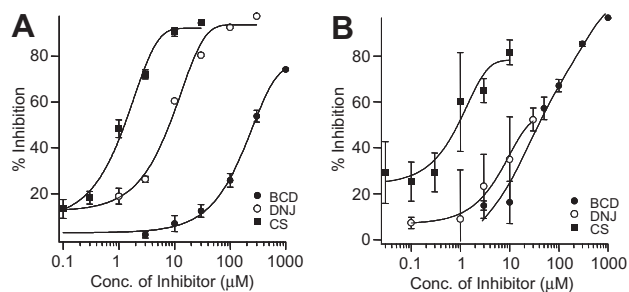 A
% Inhibition
80
60
40
20
0.1
1
10
100
1000
Conc. of Inhibitor (µM)
BCD
DNJ
CS
B
% Inhibition
80
60
40
20
0
0.1
1
10
100
1000
Conc. of Inhibitor (µM)
BCD
DNJ
CS